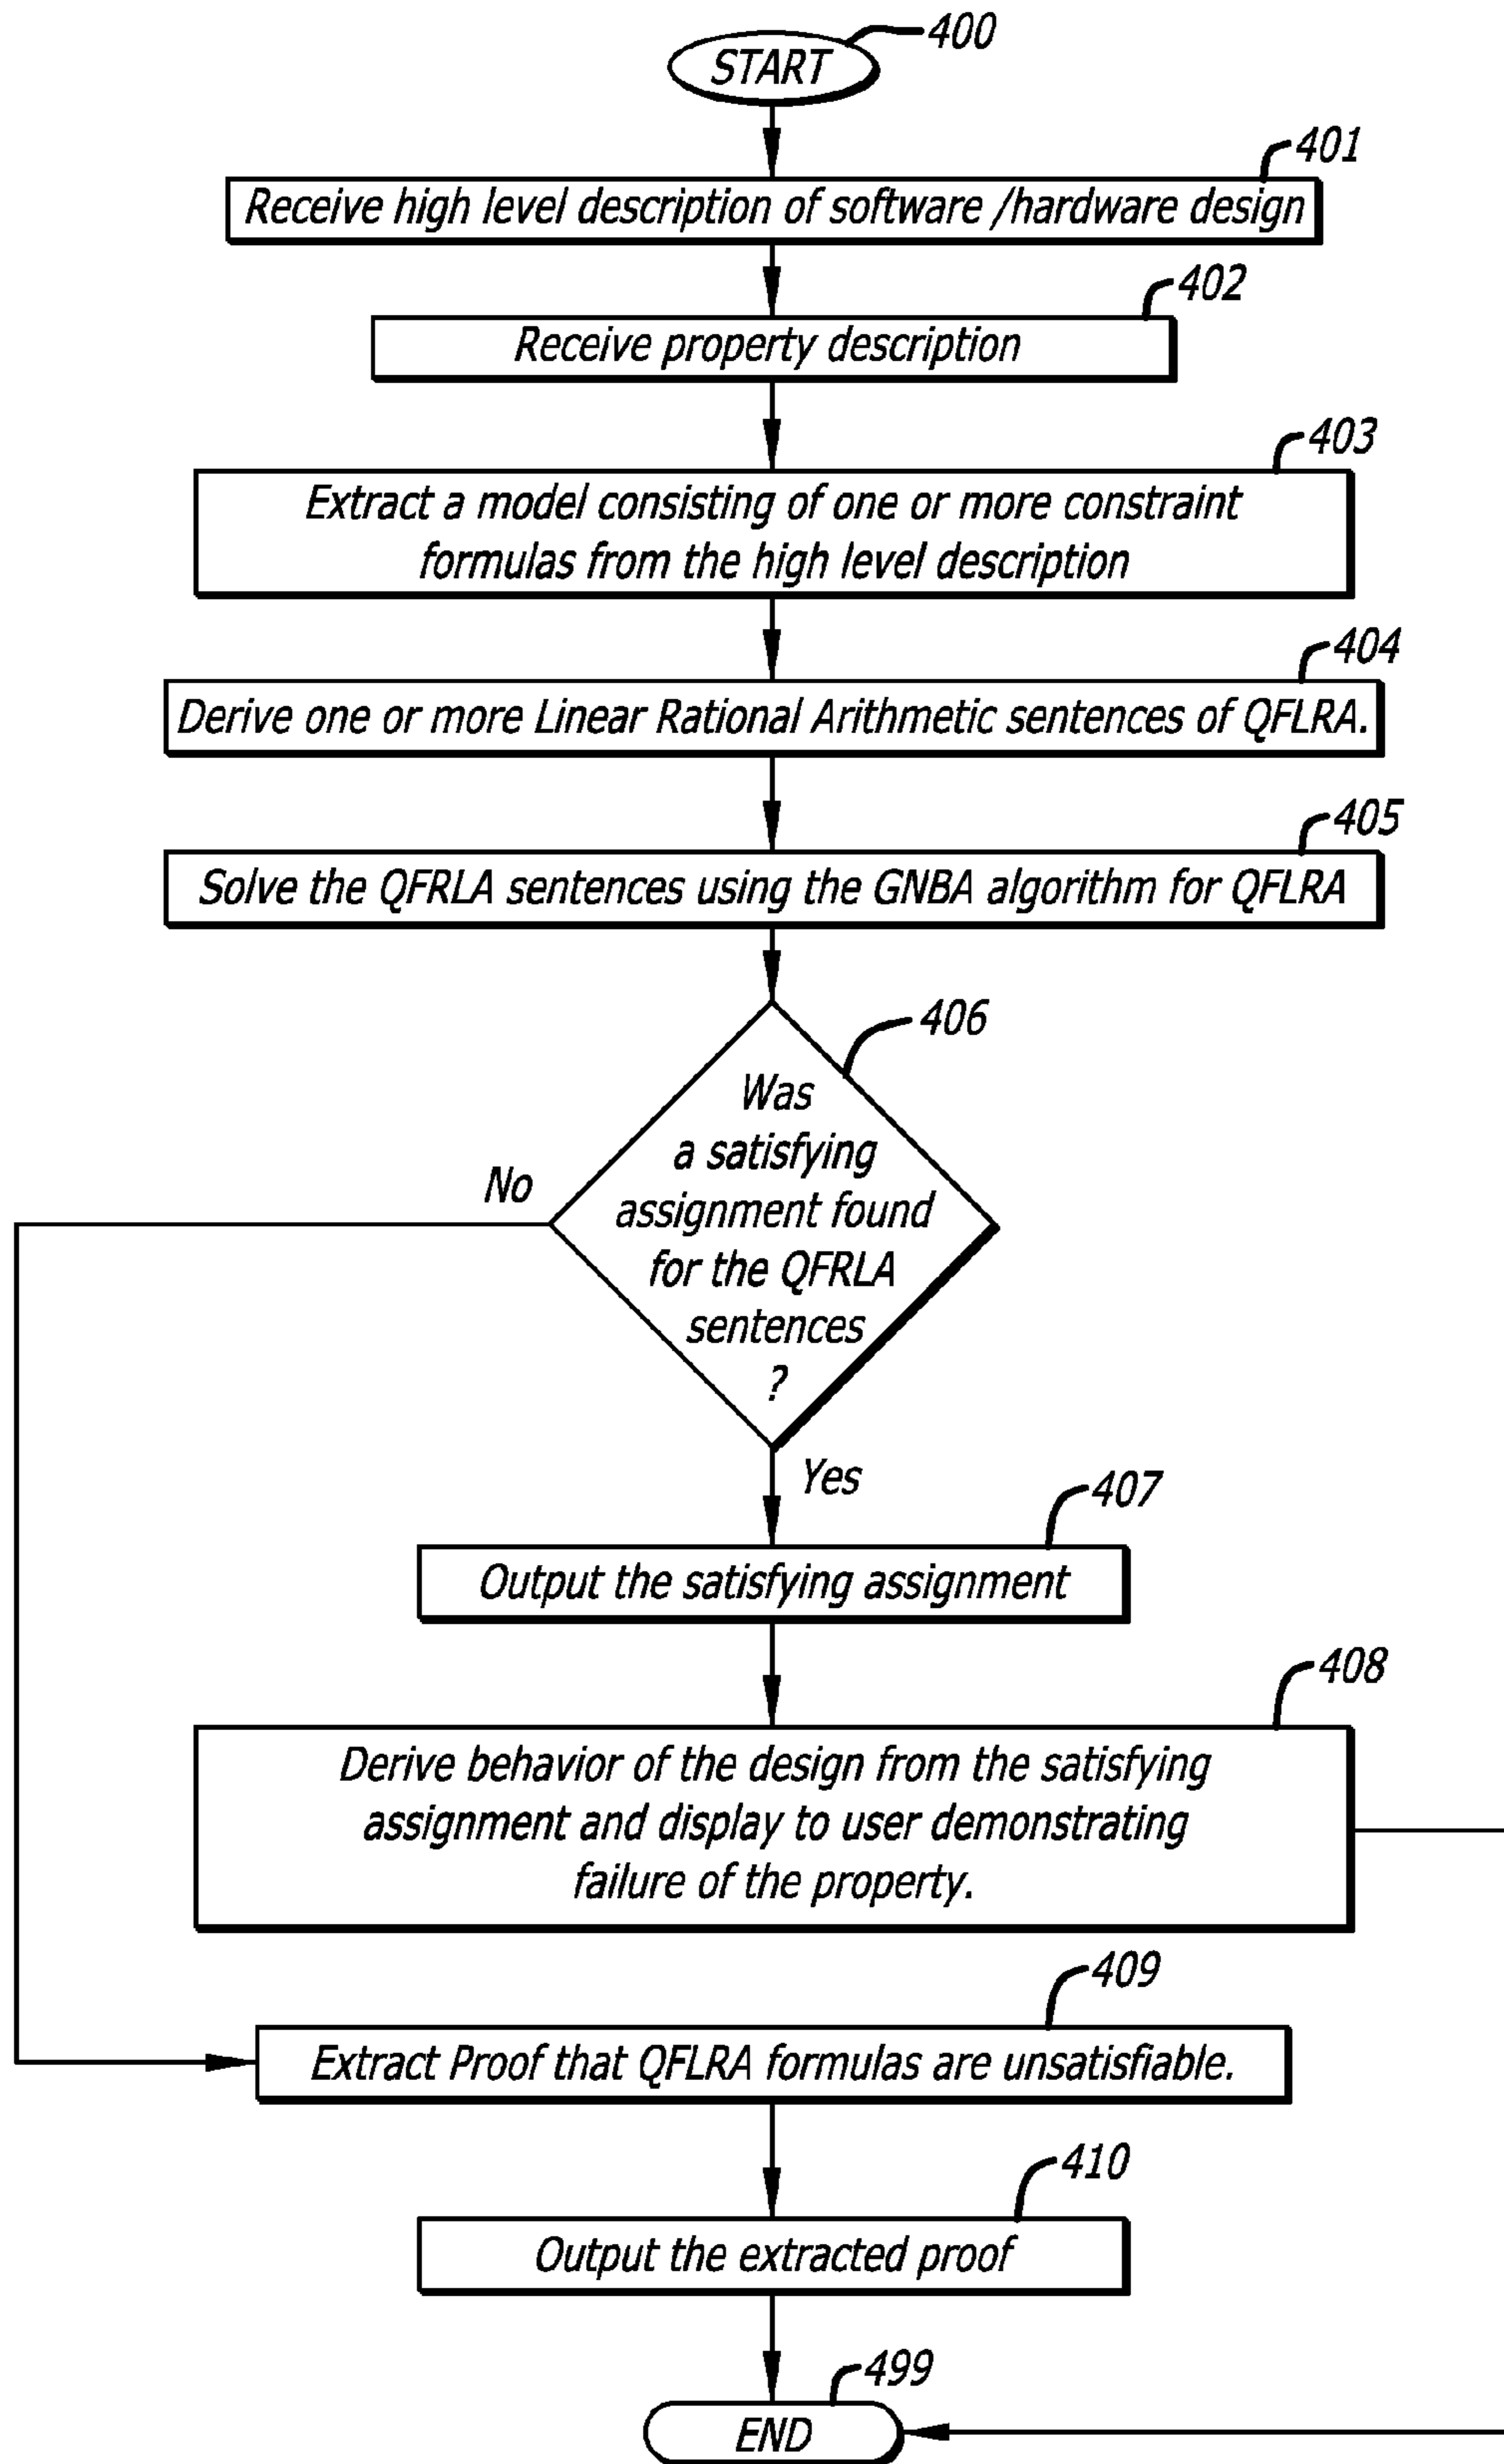 400
START
401
Receive high level description of software /hardware design
402
Receive property description
403
Extract a model consisting of one or more constraint
formulas from the high level description
404
Derive one or more Linear Rational Arithmetic sentences of QFLRA.
405
Solve the QFRLA sentences using the GNBA algorithm for QFLRA
406
Was
a satisfying
assignment found
for the QFRLA
sentences
?
No
Yes
407
Output the satisfying assignment
408
Derive behavior of the design from the satisfying
assignment and display to user demonstrating
failure of the property.
409
Extract Proof that QFLRA formulas are unsatisfiable.
410
Output the extracted proof
499
END